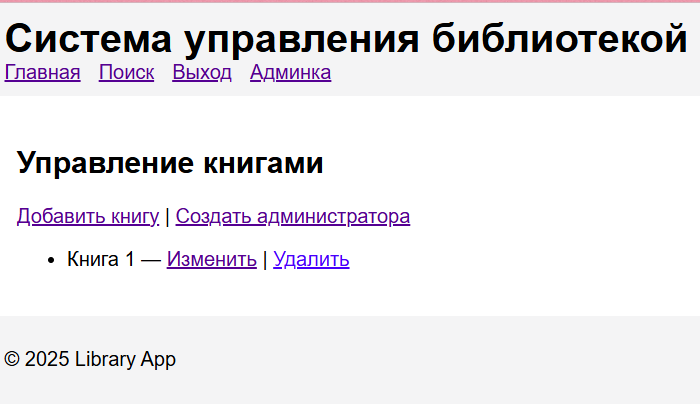 Система управления библиотекой
Главная Поиск Выход Админка
Управление книгами
Добавить книгу | Создать администратора
• Книга 1 — Изменить | Удалить
© 2025 Library App